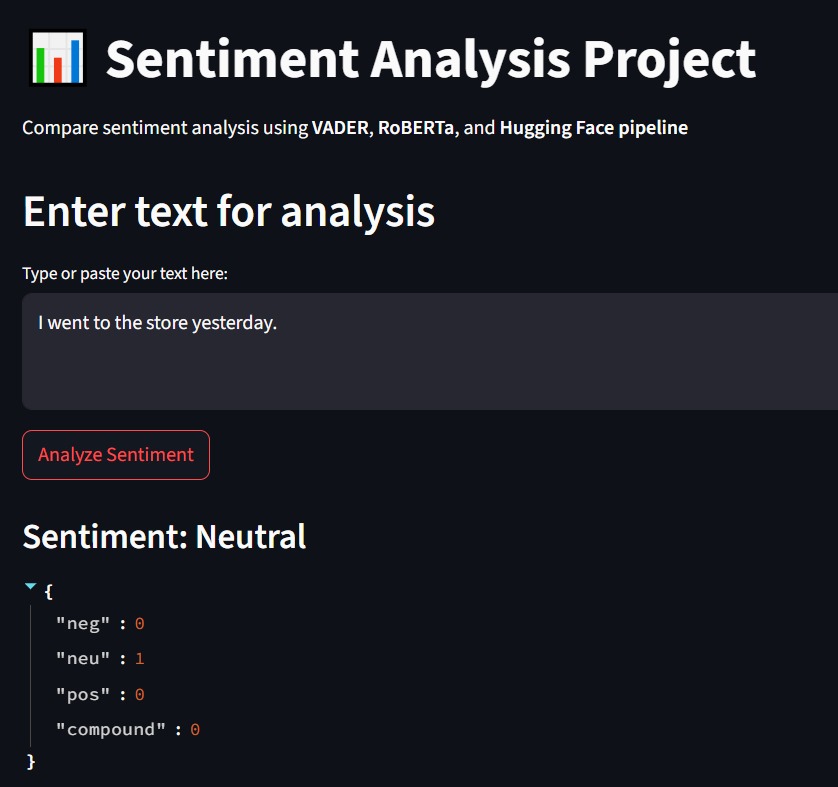 Sentiment Analysis Project
Compare sentiment analysis using VADER, RoBERTa, and Hugging Face pipeline
Enter text for analysis
Type or paste your text here:
I went to the store yesterday.
Analyze Sentiment
Sentiment: Neutral
{
"neg" : 0
"neu" : 1
"pos" : 0
"compound" : 0
}